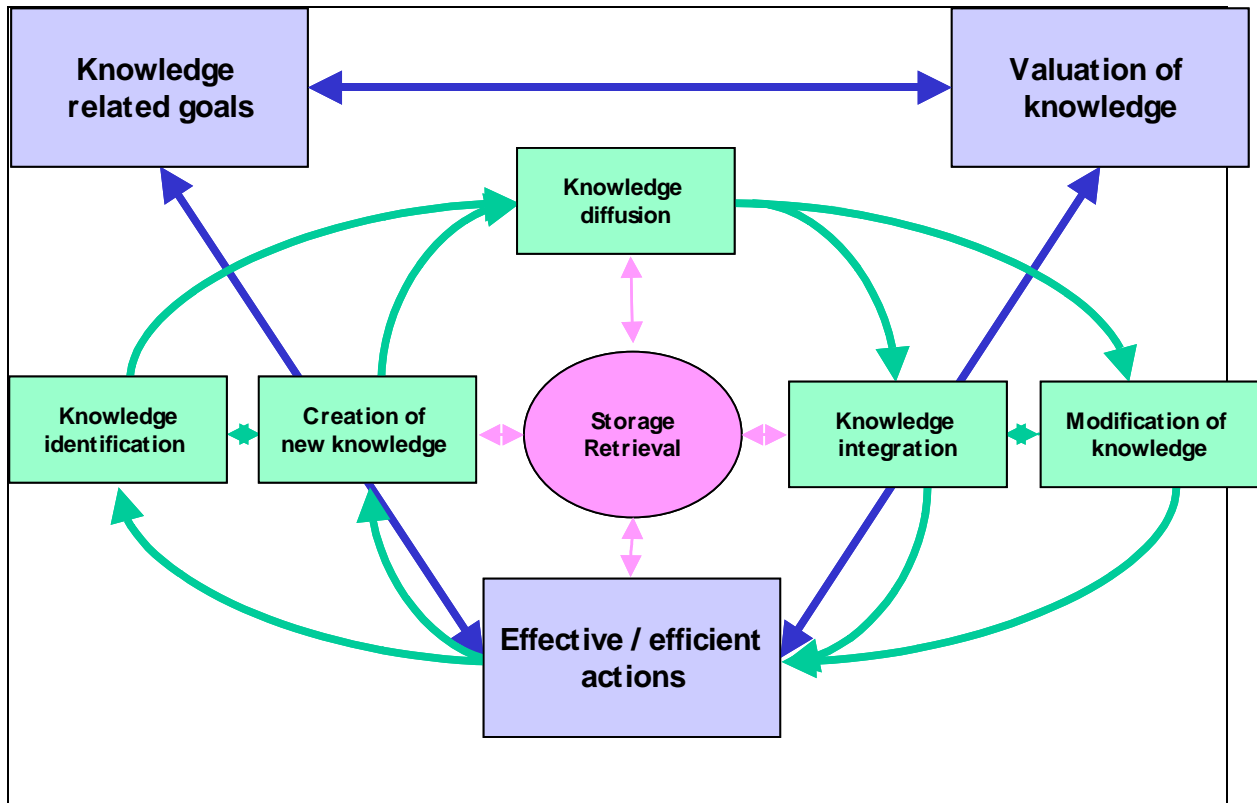 Knowledge
related goals
Valuation of
knowledge
Knowledge
diffusion
Knowledge
identification
Creation of
new knowledge
Storage
Retrieval
Knowledge
integration
Modification of
knowledge
Effective / efficient
actions